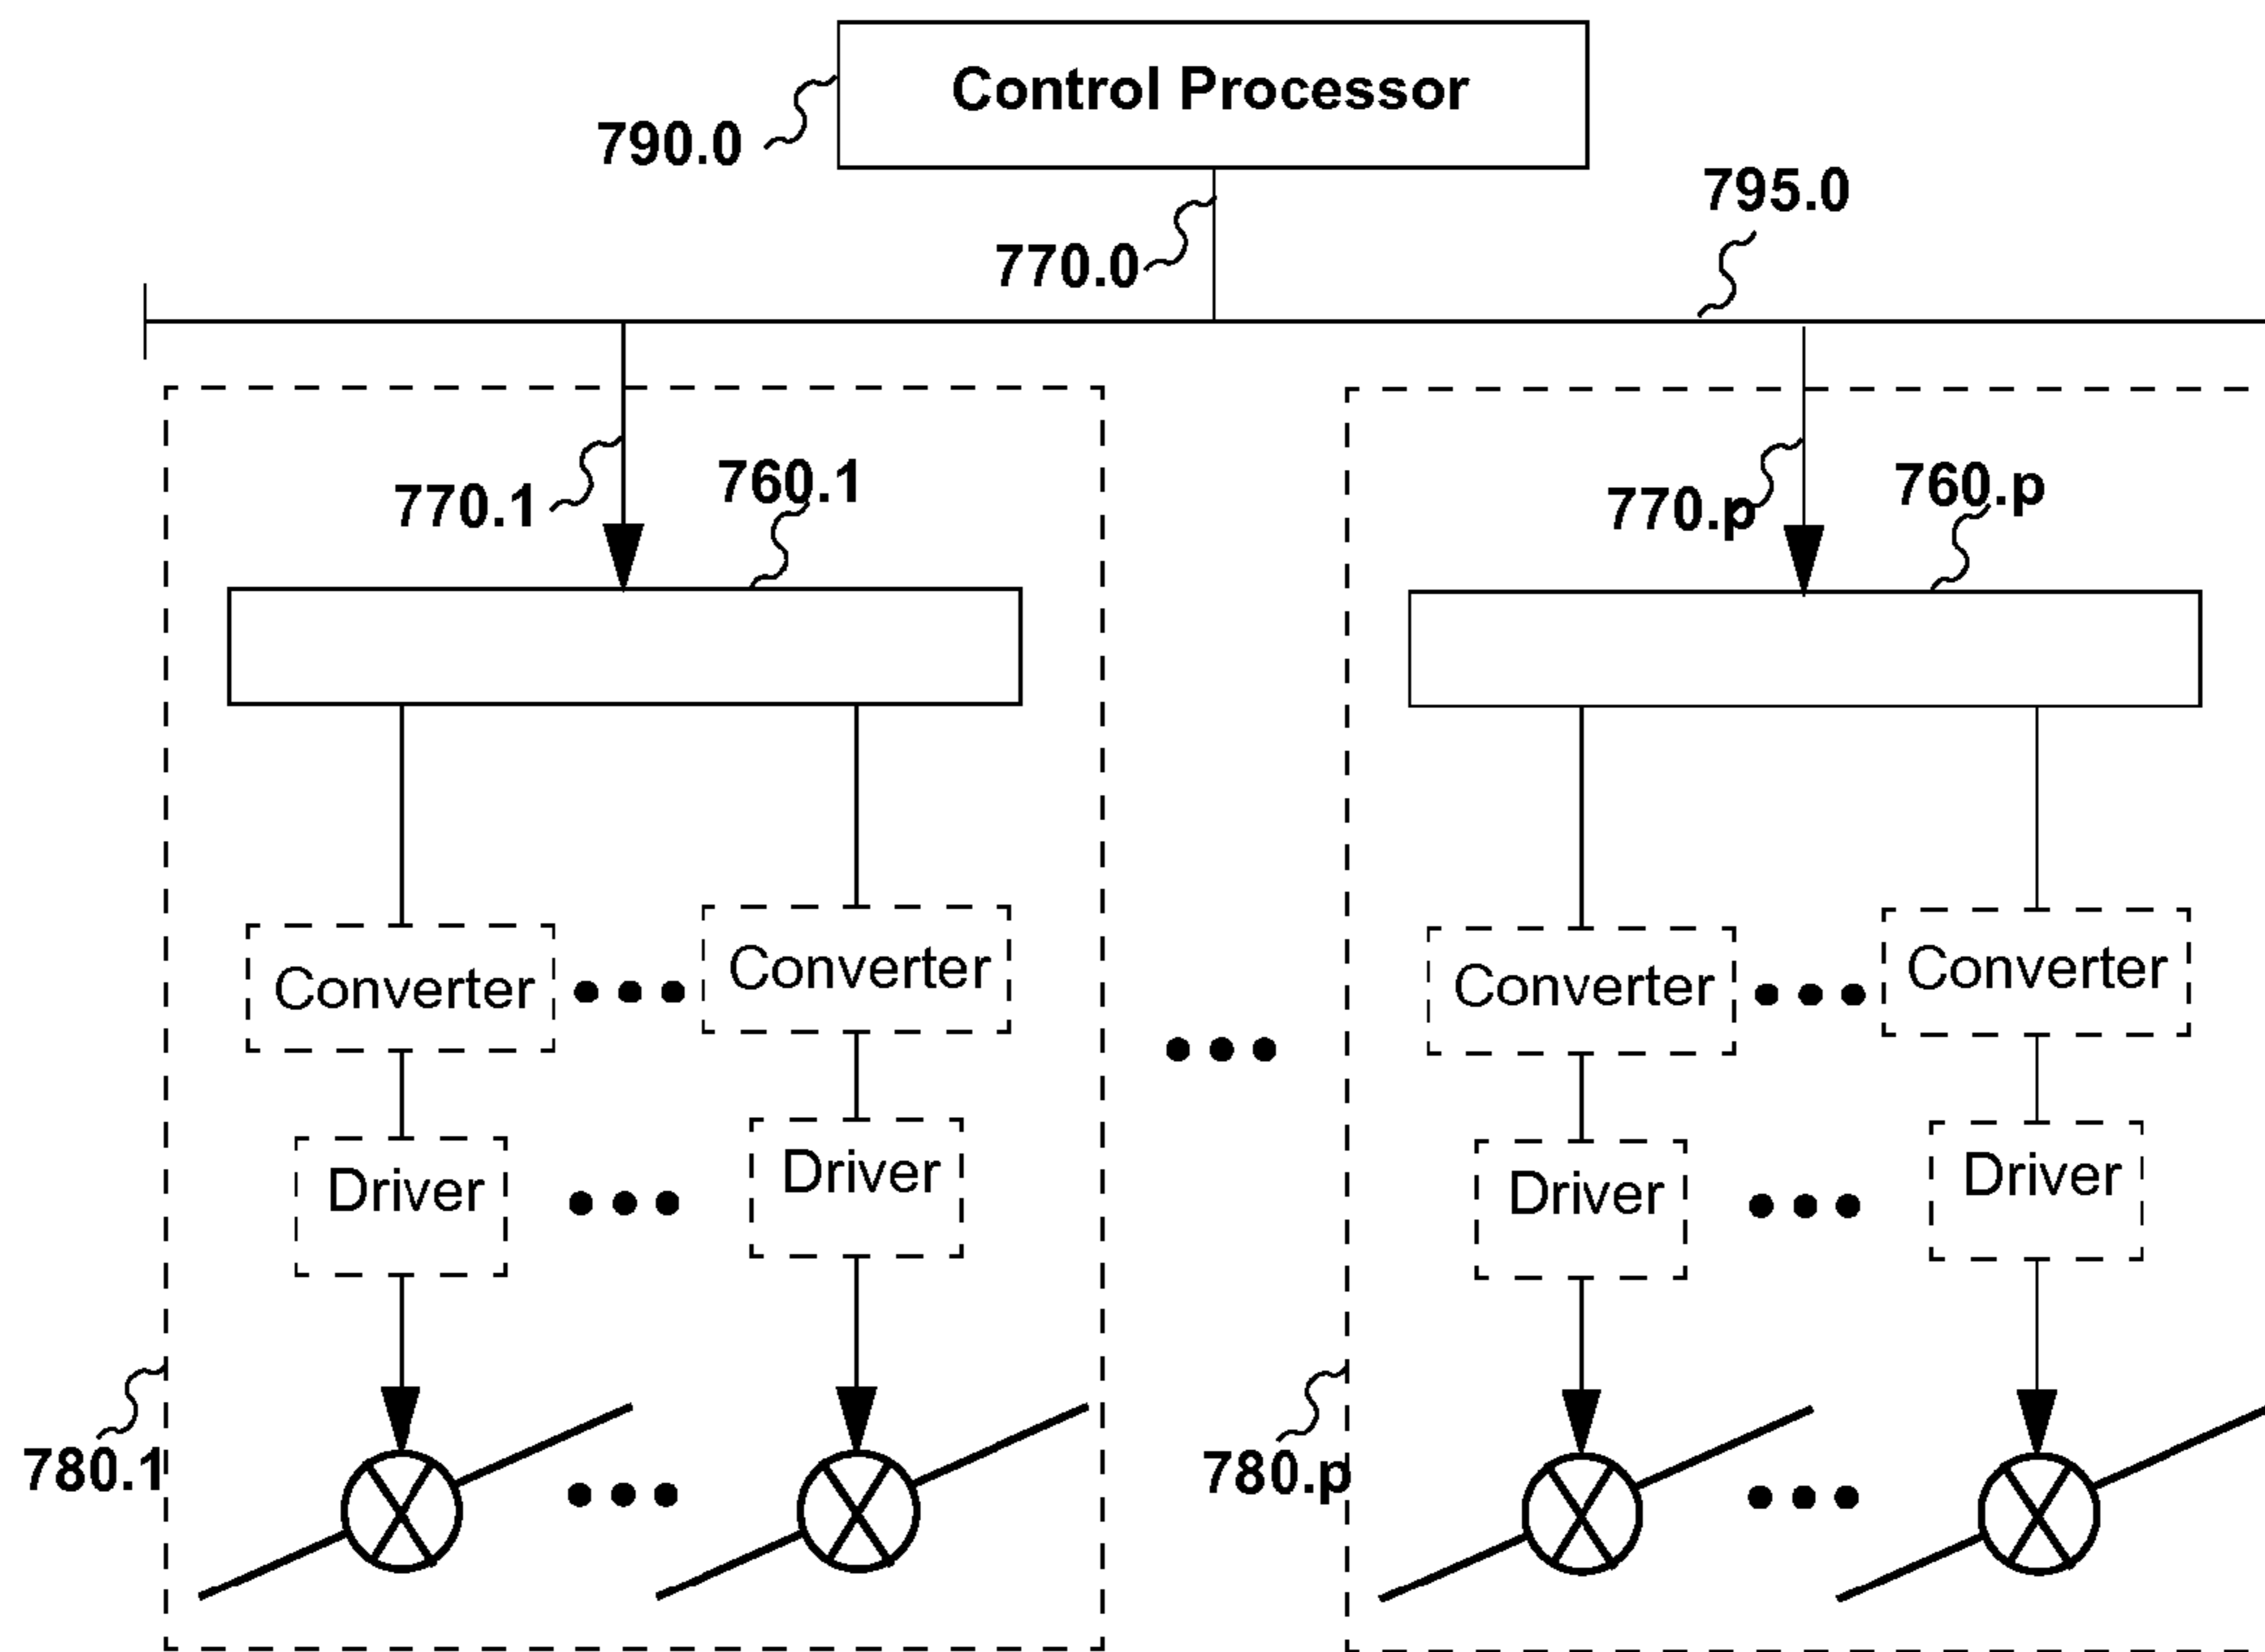 Control Processor
790.0
795.0
770.0
770.1
760.1
770.p
760.p
Converter
Converter
Converter
Converter
Driver
Driver
Driver
Driver
780.1
780.p